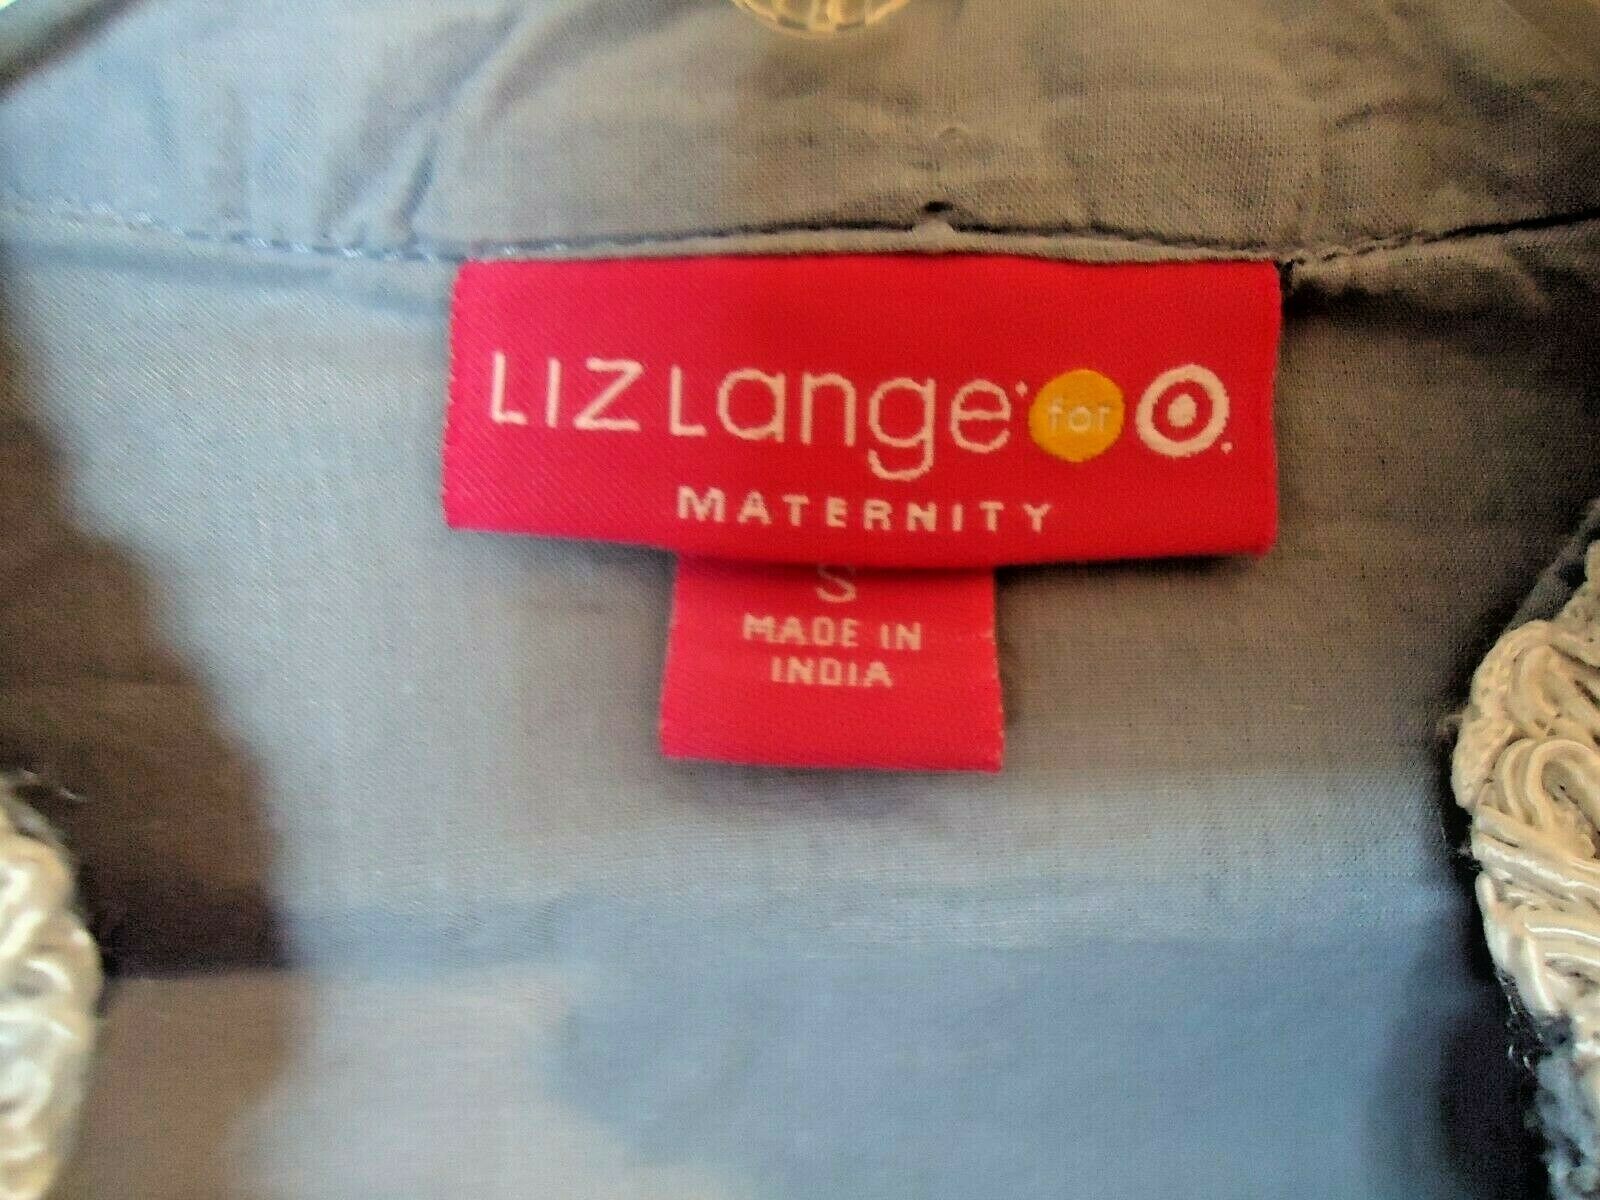 LIZ Lange for
MATERNITY
S
MADE IN
INDIA